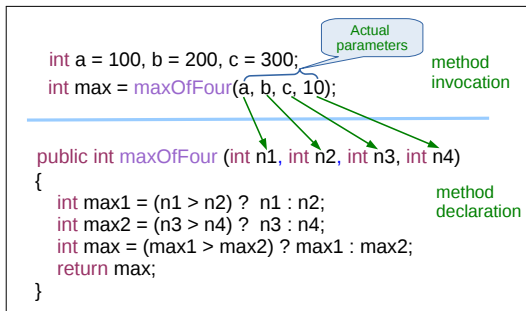 Actual
parameters
int a = 100, b = 200, c = 300;
int max = maxOfFour(a, b, c, 10);
method
invocation
public int maxOfFour (int n1, int n2, int n3, int n4)
{
int max1 = (n1 > n2) ? n1 : n2;
int max2 = (n3 > n4) ? n3 : n4;
int max = (max1 > max2) ? max1 : max2;
return max;
}
method
declaration